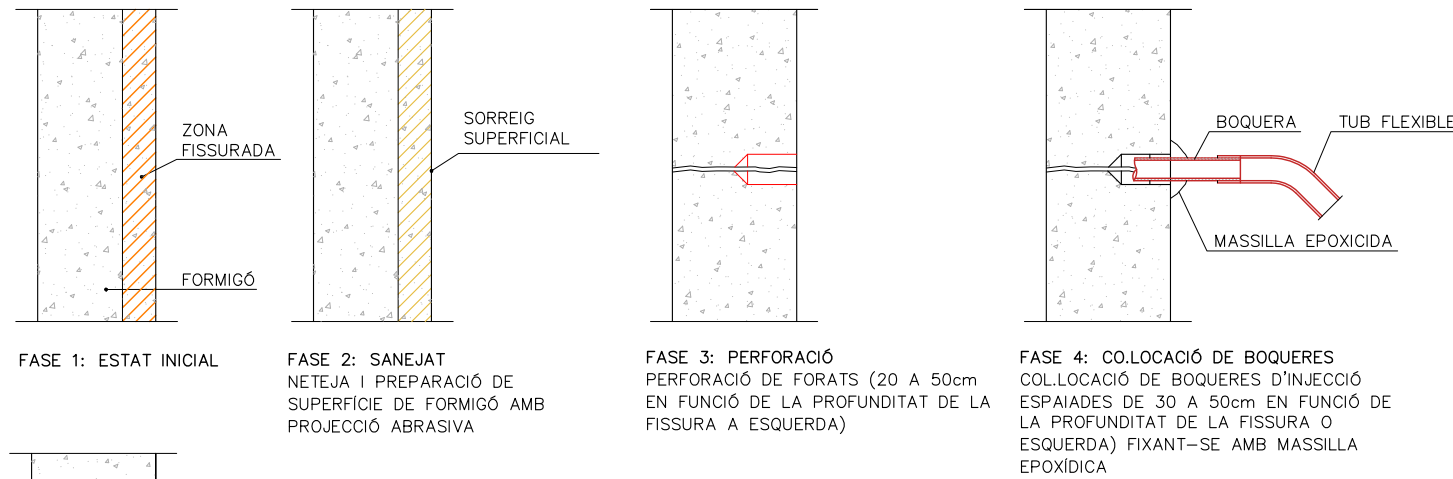 ZONA
FISSURADA
FORMIGÓ
SORREIG
SUPERFICIAL
BOQUERA
TUB FLEXIBLE
MASSILLA EPOXICIDA
FASE 1: ESTAT INICIAL
FASE 2: SANEJAT
NETEJA I PREPARACIÓ DE
SUPERFÍCIE DE FORMIGÓ AMB
PROJECCIÓ ABRASIVA
FASE 3: PERFORACIÓ
PERFORACIÓ DE FORATS (20 A 50cm
EN FUNCIÓ DE LA PROFUNDITAT DE LA
FISSURA A ESQUERDA)
FASE 4: CO.LOCACIÓ DE BOQUERES
COL.LOCACIÓ DE BOQUERES D'INJECCIÓ
ESPAIADES DE 30 A 50cm EN FUNCIÓ DE
LA PROFUNDITAT DE LA FISSURA O
ESQUERDA) FIXANT-SE AMB MASSILLA
EPOXÍDICA